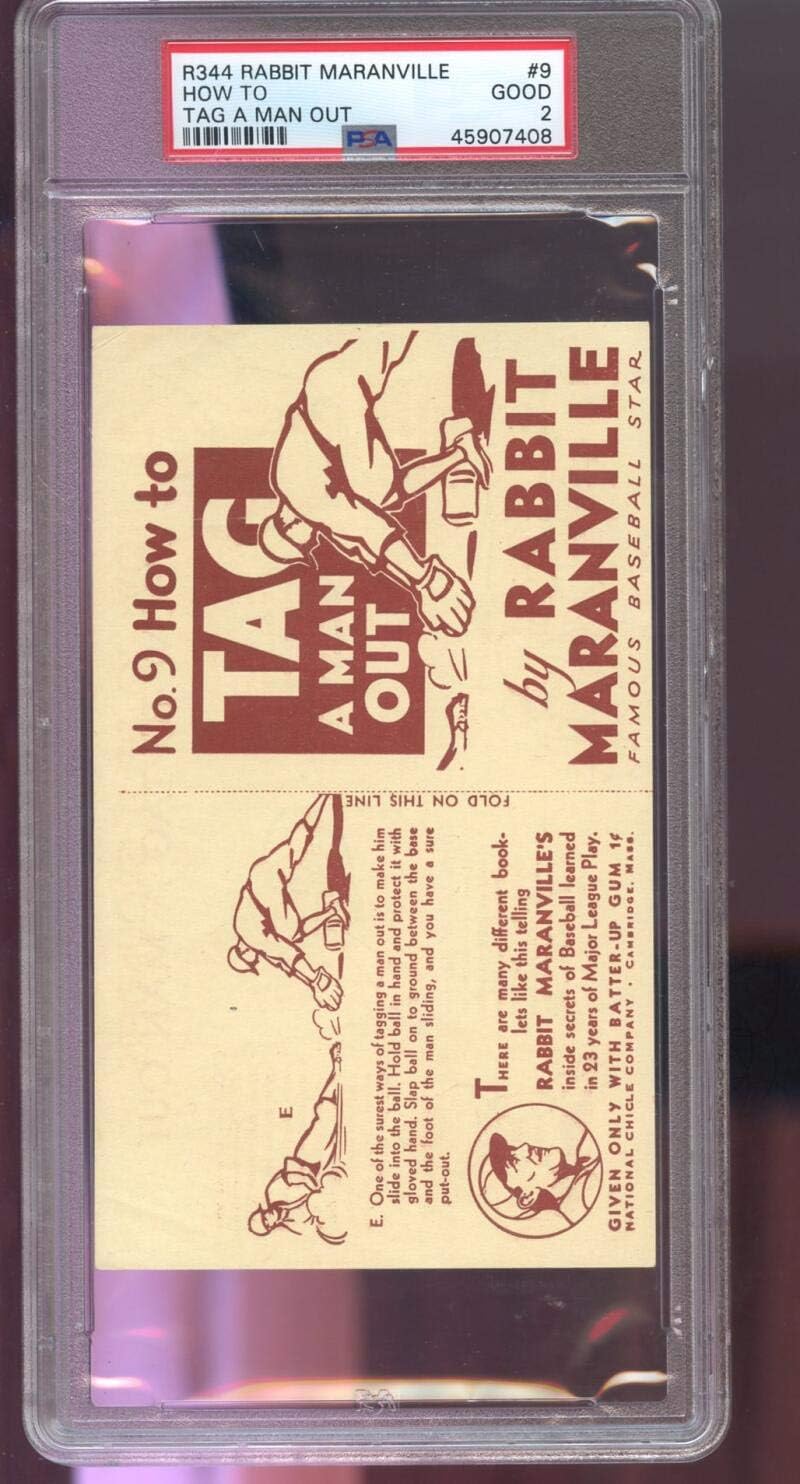 R344 RABBIT MARANVILLE #9
HOW TO GOOD
TAG A MAN OUT 2
PSA 45907408
No. 9 How to
TAG
A MAN
OUT
by RABBIT
MARANVILLE
FAMOUS BASEBALL STAR
FOLD ON THIS LINE
E
E. One of the surest ways of tagging a man out is to make him
slide into the ball. Hold ball in hand and protect it with
gloved hand. Slap ball on to ground between the base
and the foot of the man sliding, and you have a sure
put-out.
THERE are many different book-
lets like this telling
RABBIT MARANVILLE'S
inside secrets of Baseball learned
in 23 years of Major League Play.
GIVEN ONLY WITH BATTER-UP GUM 1¢
NATIONAL CHICLE COMPANY · CAMBRIDGE, MASS.